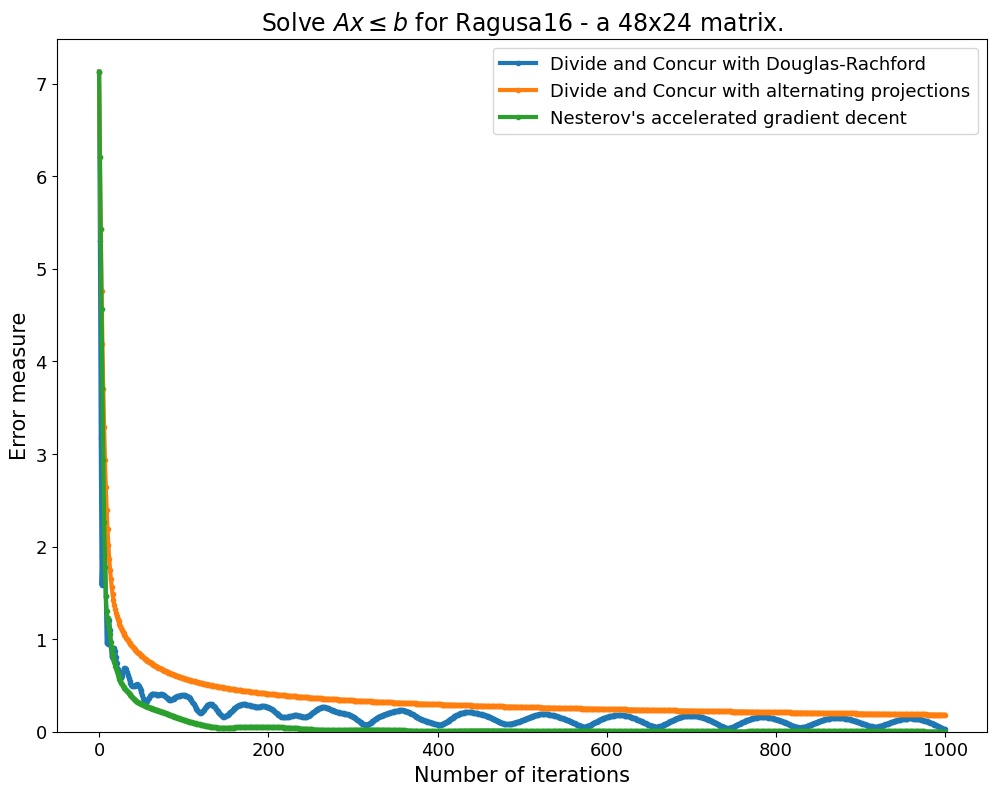 Solve Ax ≤ b for Ragusa16 - a 48x24 matrix.
Divide and Concur with Douglas-Rachford
Divide and Concur with alternating projections
Nesterov's accelerated gradient decent
Error measure
7
6
5
4
3
2
1
0
0 200 400 600 800 1000
Number of iterations